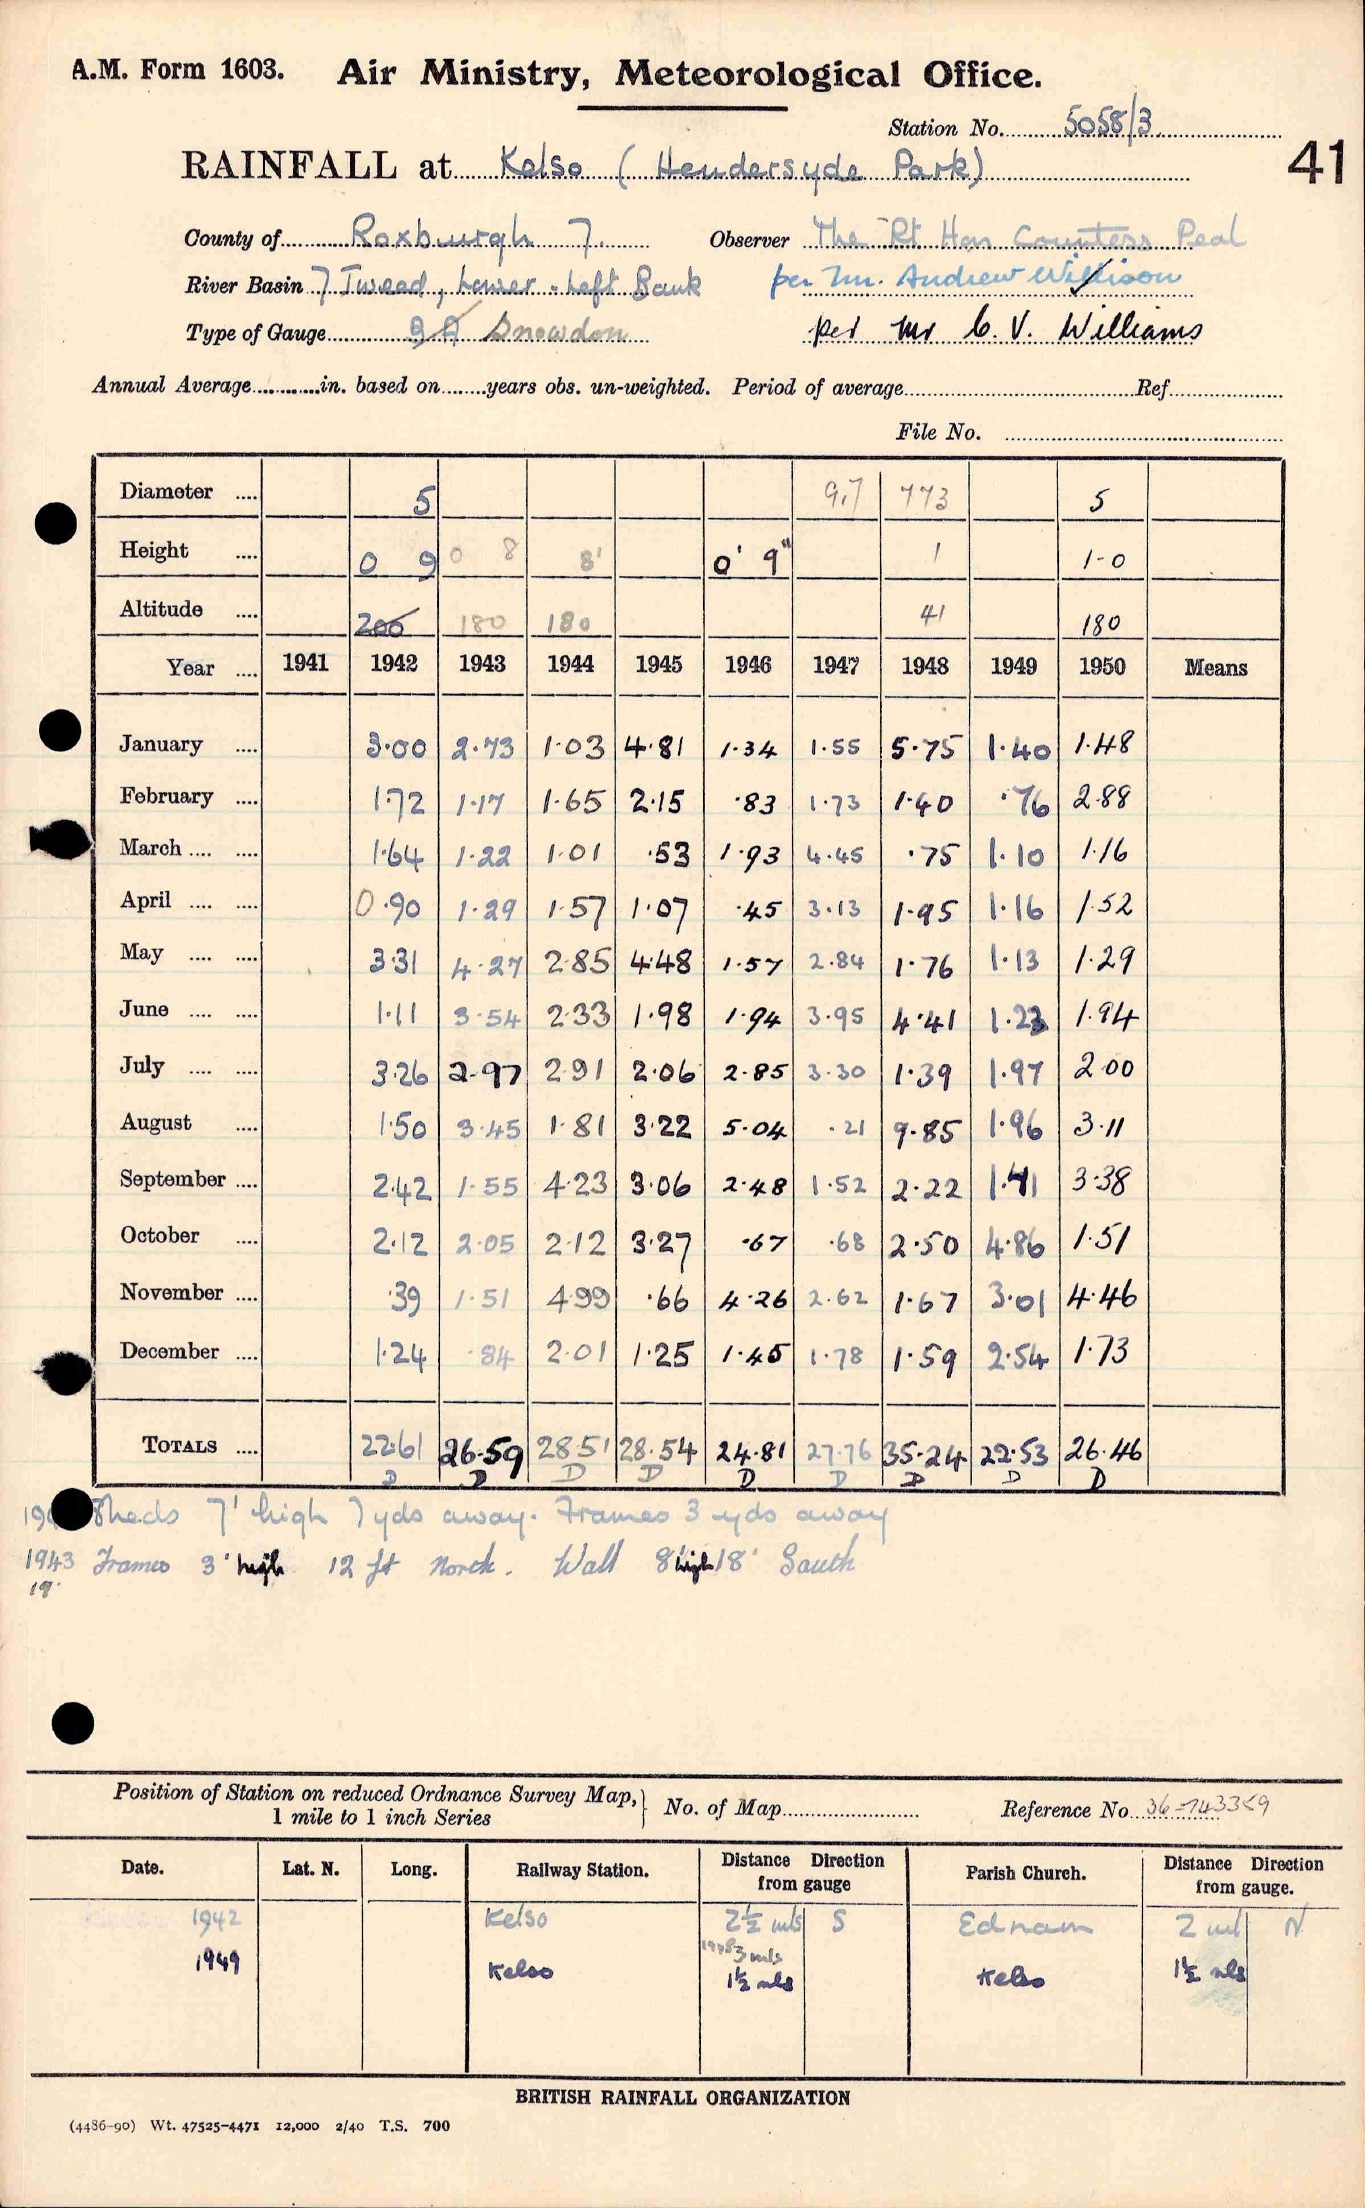 A.M. Form 1603. Air Ministry, Meteorological Office.
Station No. 5058/3
RAINFALL at Kelso (Hendersyde Park)
41
County of Roxburgh 7. Observer The Rt Hon Countess Peal
River Basin 7 Tweed, Lower - Left Bank per Mr. Andrew Willison
Type of Gauge Snowdon per Mr C. V. Williams
Annual Average in. based on years obs. un-weighted. Period of average Ref
File No.
Diameter 5 9.7 773 5
Height 0 9 0 8 8' 0' 9" 1 1-0
Altitude 200 180 180 41 180
Year 1941 1942 1943 1944 1945 1946 1947 1948 1949 1950 Means
January 3.00 2.73 1.03 4.81 1.34 1.55 5.75 1.40 1.48
February 1.72 1.17 1.65 2.15 .83 1.73 1.40 .76 2.88
March 1.64 1.22 1.01 .53 1.93 4.45 .75 1.10 1.16
April 0.90 1.29 1.57 1.07 .45 3.13 1.95 1.16 1.52
May 3.31 4.27 2.85 4.48 1.57 2.84 1.76 1.13 1.29
June 1.11 3.54 2.33 1.98 1.94 3.95 4.41 1.23 1.94
July 3.26 2.97 2.91 2.06 2.85 3.30 1.39 1.97 2.00
August 1.50 3.45 1.81 3.22 5.04 .21 9.85 1.96 3.11
September 2.42 1.55 4.23 3.06 2.48 1.52 2.22 1.41 3.38
October 2.12 2.05 2.12 3.27 .67 .68 2.50 4.86 1.51
November .39 1.51 4.99 .66 4.26 2.62 1.67 3.01 4.46
December 1.24 .84 2.01 1.25 1.45 1.78 1.59 2.54 1.73
TOTALS 22.61 26.59 28.51 28.54 24.81 27.76 35.24 22.53 26.46
D D D D D D D D D
Sheds 7' high 7 yds away. Frames 3 yds away
1943 Frames 3' high 12 ft North. Wall 8' high 18' South
19
Position of Station on reduced Ordnance Survey Map, 1 mile to 1 inch Series No. of Map Reference No 36-743359
Date. Lat. N. Long. Railway Station. Distance Direction from gauge Parish Church. Distance Direction from gauge.
1942 Kelso 2½ mls S Ednam 2 ml N
3 mls
1949 Kelso 1½ mls Kelso 1½ mls
BRITISH RAINFALL ORGANIZATION
(4486-90) Wt. 47525-4471 12,000 2/40 T.S. 700